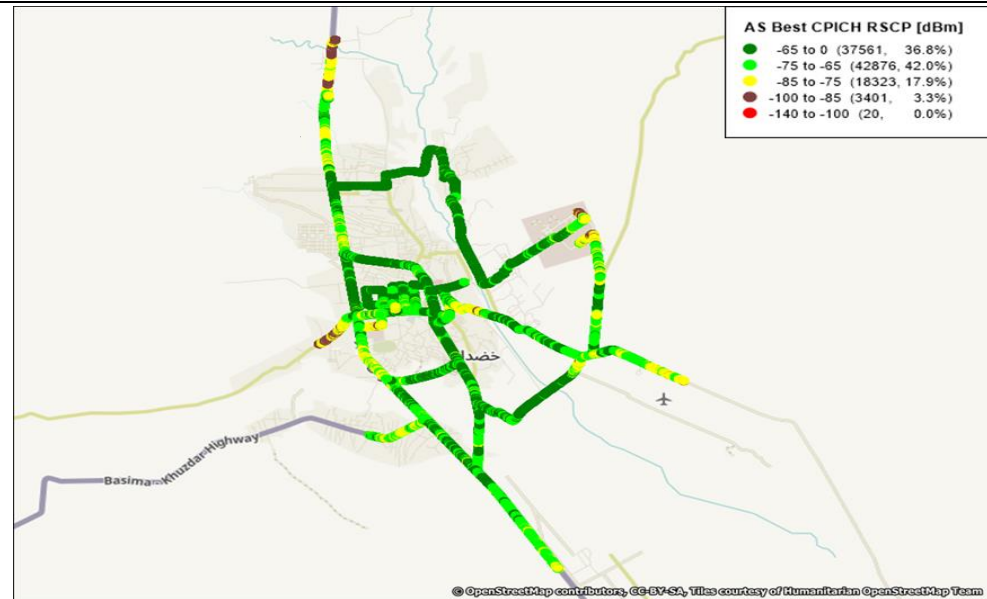 AS Best CPICH RSCP [dBm]
-65 to 0 (37561, 36.8%)
-75 to -65 (42876, 42.0%)
-85 to -75 (18323, 17.9%)
-100 to -85 (3401, 3.3%)
-140 to -100 (20, 0.0%)
خضدا
Basima-Khuzdar-Highway
© OpenStreetMap contributors, CC-BY-SA, Tiles courtesy of Humanitarian OpenStreetMap Team